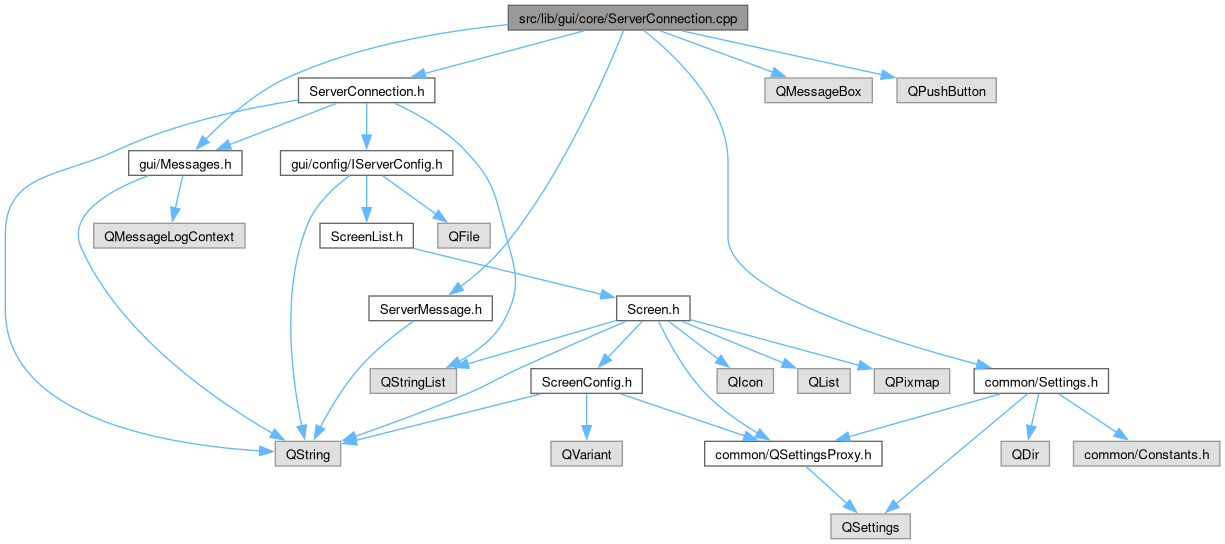 src/lib/gui/core/ServerConnection.cpp
ServerConnection.h
QMessageBox
QPushButton
gui/Messages.h
gui/config/IServerConfig.h
QMessageLogContext
ScreenList.h
QFile
ServerMessage.h
Screen.h
QStringList
ScreenConfig.h
QIcon
QList
QPixmap
common/Settings.h
QString
QVariant
common/QSettingsProxy.h
QDir
common/Constants.h
QSettings